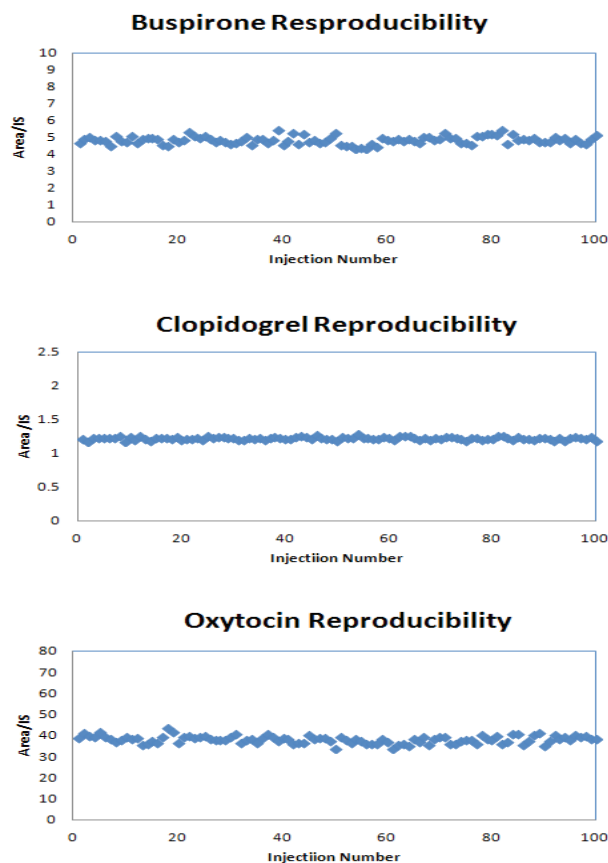 Buspirone Resproducibility
10
9
8
7
6
5
4
3
2
1
0
Area/IS
0 20 40 60 80 100
Injection Number
Clopidogrel Reproducibility
2.5
2
1.5
1
0.5
0
Area/IS
0 20 40 60 80 100
Injectiion Number
Oxytocin Reproducibility
80
70
60
50
40
30
20
10
0
Area/IS
0 20 40 60 80 100
Injection Number